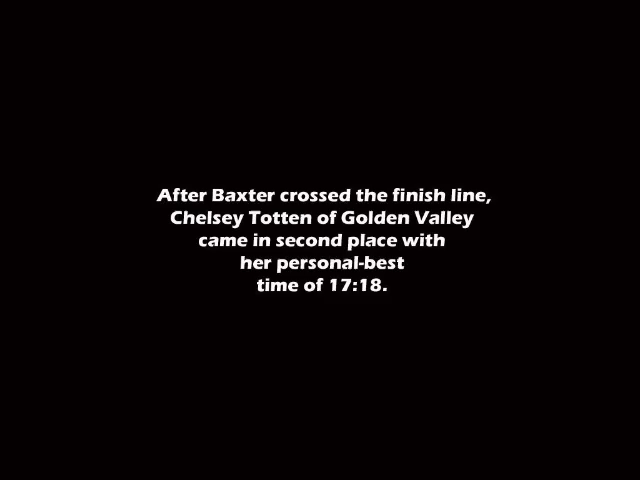 After Baxter crossed the finish line,
Chelsey Totten of Golden Valley
came in second place with
her personal-best
time of 17:18.